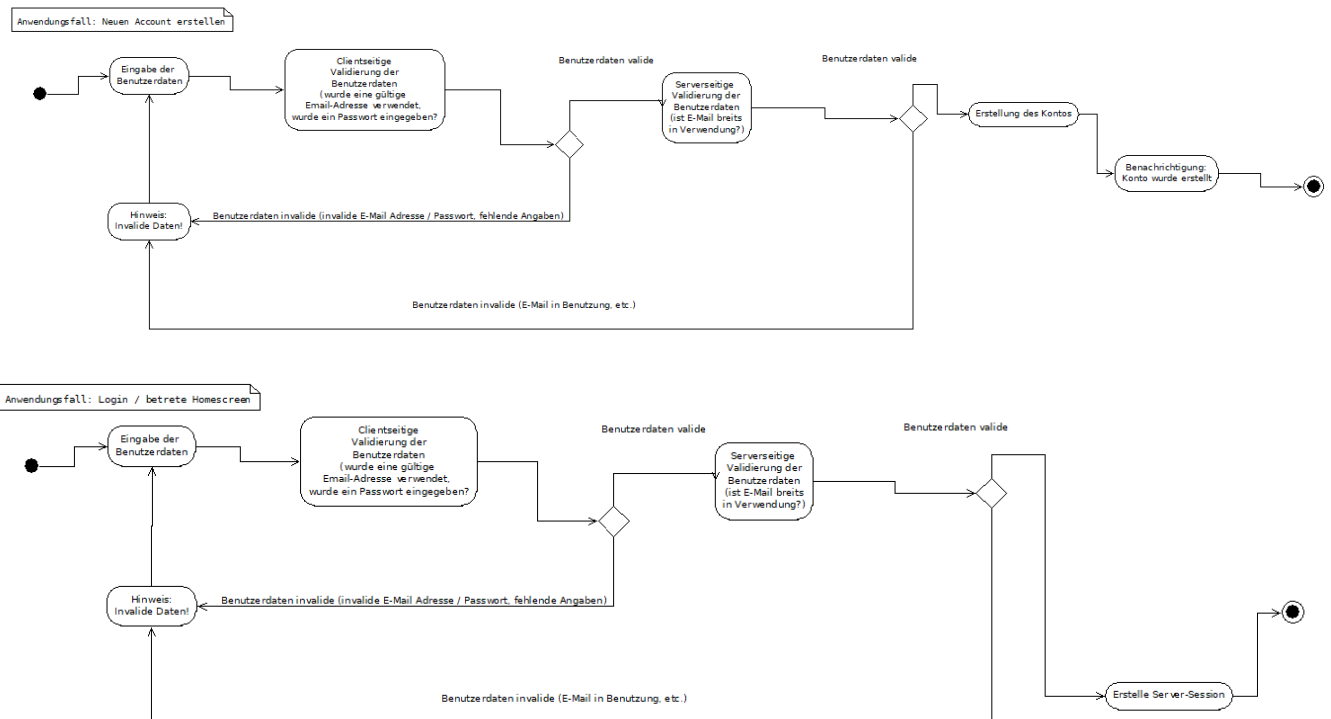 Anwendungsfall: Neuen Account erstellen
Eingabe der
Benutzerdaten
Clientseitige
Validierung der
Benutzerdaten
(wurde eine gültige
Email-Adresse verwendet,
wurde ein Passwort eingegeben?
Benutzerdaten valide
Serverseitige
Validierung der
Benutzerdaten
(ist E-Mail breits
in Verwendung?)
Benutzerdaten valide
Erstellung des Kontos
Benachrichtigung:
Konto wurde erstellt
Hinweis:
Invalide Daten!
Benutzerdaten invalide (invalide E-Mail Adresse / Passwort, fehlende Angaben)
Benutzerdaten invalide (E-Mail in Benutzung, etc.)
Anwendungsfall: Login / betrete Homescreen
Eingabe der
Benutzerdaten
Clientseitige
Validierung der
Benutzerdaten
(wurde eine gültige
Email-Adresse verwendet,
wurde ein Passwort eingegeben?
Benutzerdaten valide
Serverseitige
Validierung der
Benutzerdaten
(ist E-Mail breits
in Verwendung?)
Benutzerdaten valide
Hinweis:
Invalide Daten!
Benutzerdaten invalide (invalide E-Mail Adresse / Passwort, fehlende Angaben)
Benutzerdaten invalide (E-Mail in Benutzung, etc.)
Erstelle Server-Session